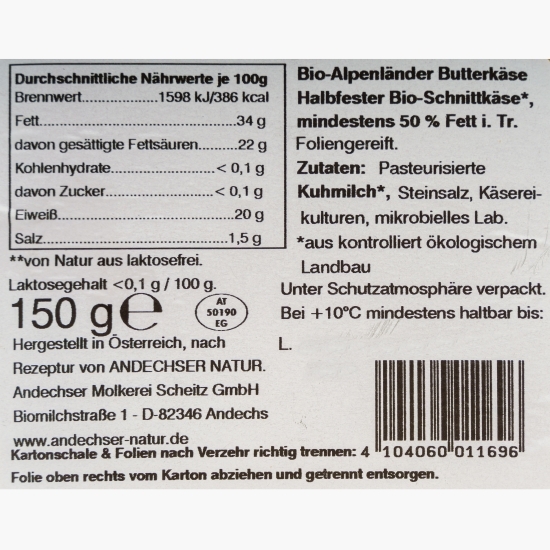 Durchschnittliche Nährwerte je 100g
Brennwert..............1598 kJ/386 kcal
Fett.......................................34 g
davon gesättigte Fettsäuren..........22 g
Kohlenhydrate......................< 0,1 g
davon Zucker.......................< 0,1 g
Eiweiß...................................20 g
Salz......................................1,5 g
**von Natur aus laktosefrei.
Laktosegehalt <0,1 g / 100 g.
150 g ℮
AT
50190
EG
Hergestellt in Österreich, nach
Rezeptur von ANDECHSER NATUR.
Andechser Molkerei Scheitz GmbH
Biomilchstraße 1 - D-82346 Andechs
www.andechser-natur.de
Bio-Alpenländer Butterkäse
Halbfester Bio-Schnittkäse*,
mindestens 50 % Fett i. Tr.
Foliengereift.
Zutaten: Pasteurisierte
Kuhmilch*, Steinsalz, Käserei-
kulturen, mikrobielles Lab.
*aus kontrolliert ökologischem
Landbau
Unter Schutzatmosphäre verpackt.
Bei +10°C mindestens haltbar bis:
L.
4 104060 011696
Kartonschale & Folien nach Verzehr richtig trennen:
Folie oben rechts vom Karton abziehen und getrennt entsorgen.